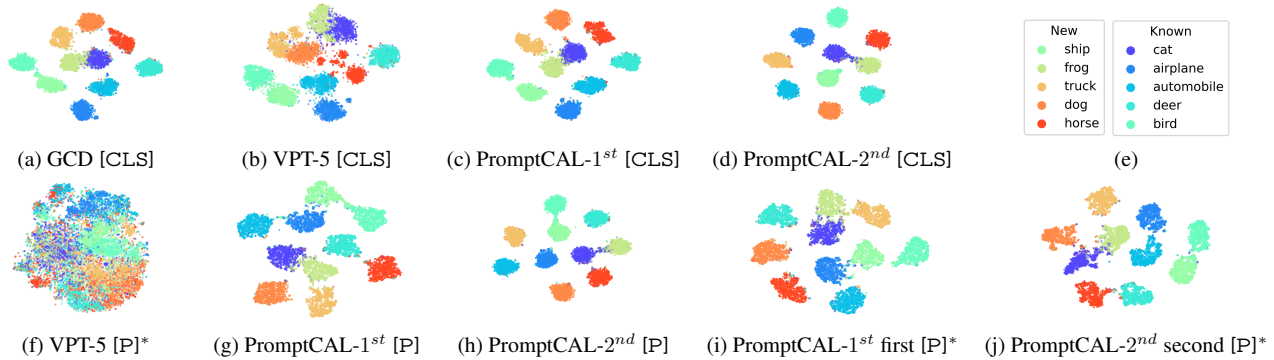 New
Known
ship
cat
frog
airplane
truck
automobile
dog
deer
horse
bird
(a) GCD [CLS]
(b) VPT-5 [CLS]
(c) PromptCAL-1st [CLS]
(d) PromptCAL-2nd [CLS]
(e)
(f) VPT-5 [P]*
(g) PromptCAL-1st [P]
(h) PromptCAL-2nd [P]
(i) PromptCAL-1st first [P]*
(j) PromptCAL-2nd second [P]*